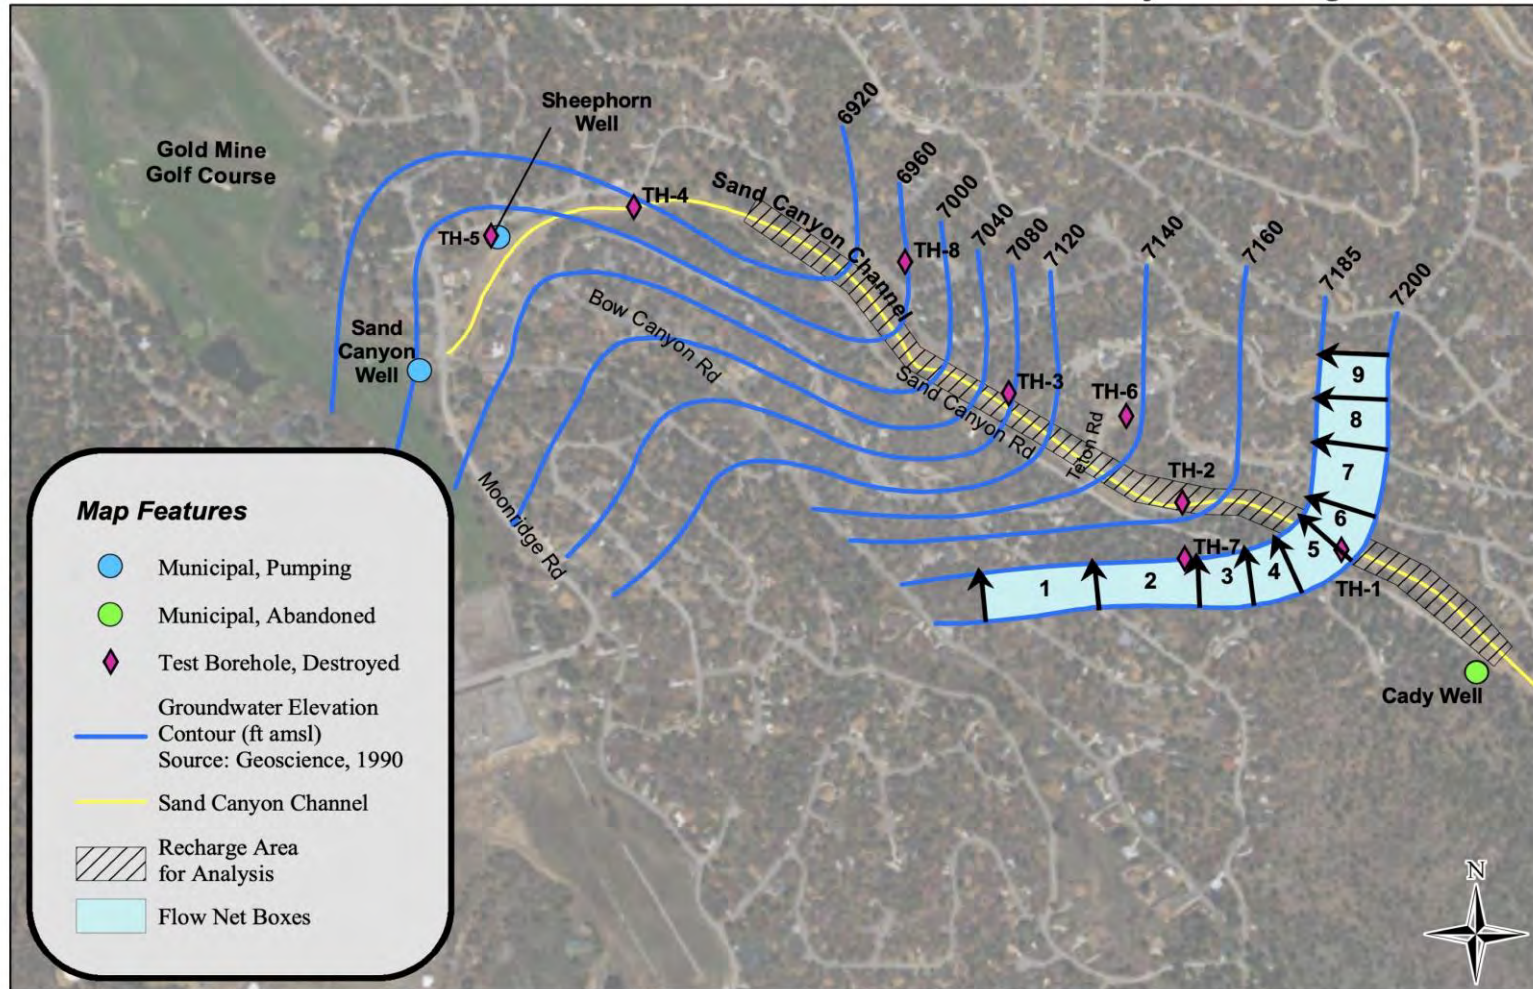 Sheephorn
Well
Gold Mine
Golf Course
6920
6960
7000
7040
7080
7120
7140
7160
7185
7200
TH-4
Sand Canyon Channel
TH-5
TH-8
Bow Canyon Rd
Sand
Canyon
Well
Sand Canyon Rd
TH-3
TH-6
Teton Rd
TH-2
9
8
7
6
5
4
3
2
1
TH-7
TH-1
Moonridge Rd
Cady Well
N
Map Features
Municipal, Pumping
Municipal, Abandoned
Test Borehole, Destroyed
Groundwater Elevation
Contour (ft amsl)
Source: Geoscience, 1990
Sand Canyon Channel
Recharge Area
for Analysis
Flow Net Boxes